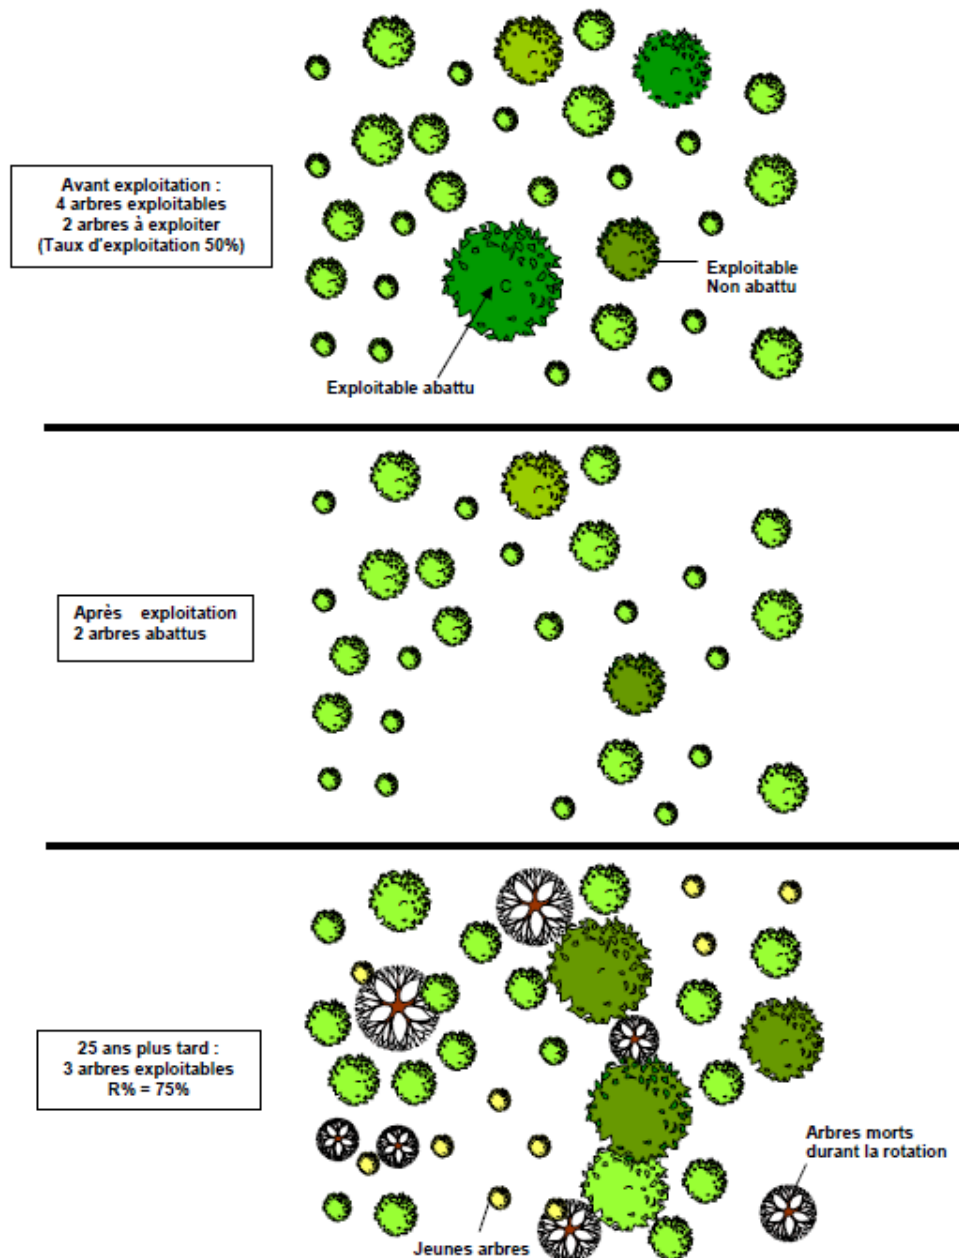 Avant exploitation :
4 arbres exploitables
2 arbres à exploiter
(Taux d'exploitation 50%)
C
Exploitable
Non abattu
Exploitable abattu
Après exploitation
2 arbres abattus
25 ans plus tard :
3 arbres exploitables
R% = 75%
Arbres morts
durant la rotation
Jeunes arbres